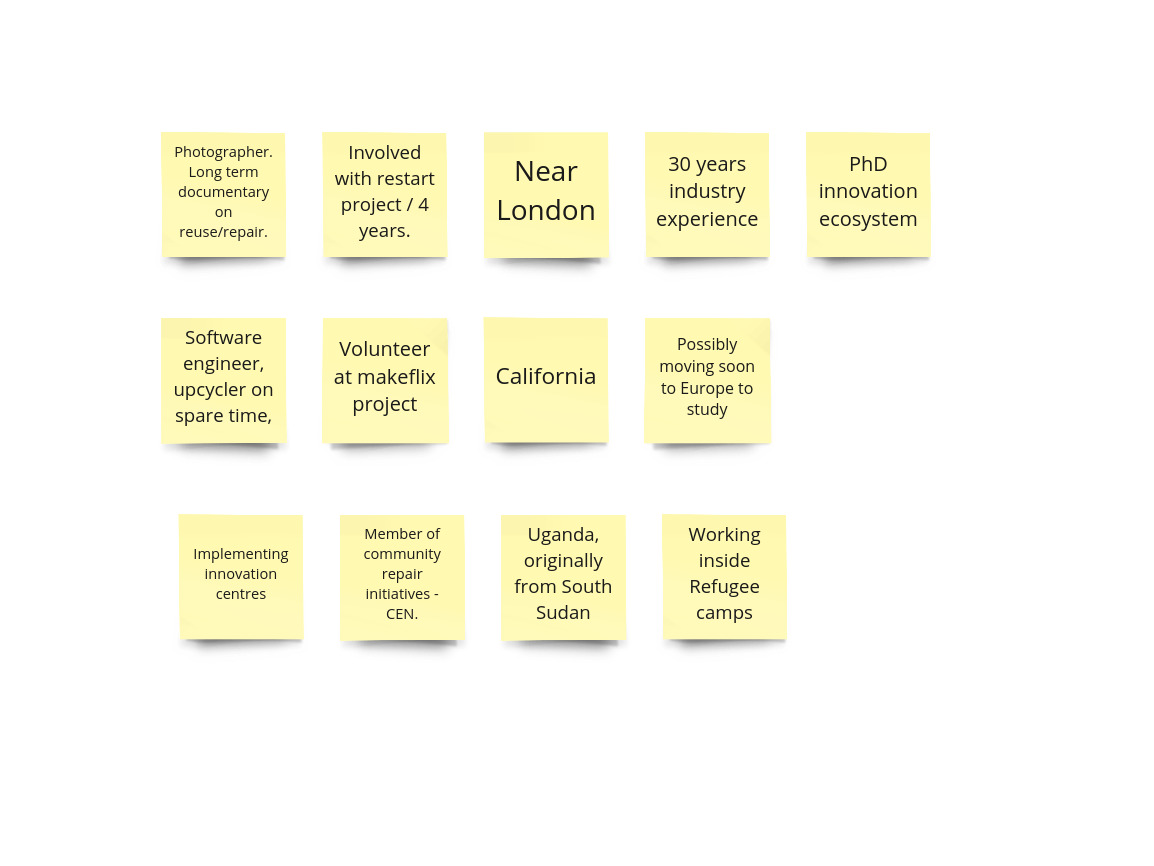 Photographer.
Long term
documentary
on
reuse/repair.
Involved
with restart
project / 4
years.
Near
London
30 years
industry
experience
PhD
innovation
ecosystem
Software
engineer,
upcycler on
spare time,
Volunteer
at makeflix
project
California
Possibly
moving soon
to Europe to
study
Implementing
innovation
centres
Member of
community
repair
initiatives -
CEN.
Uganda,
originally
from South
Sudan
Working
inside
Refugee
camps